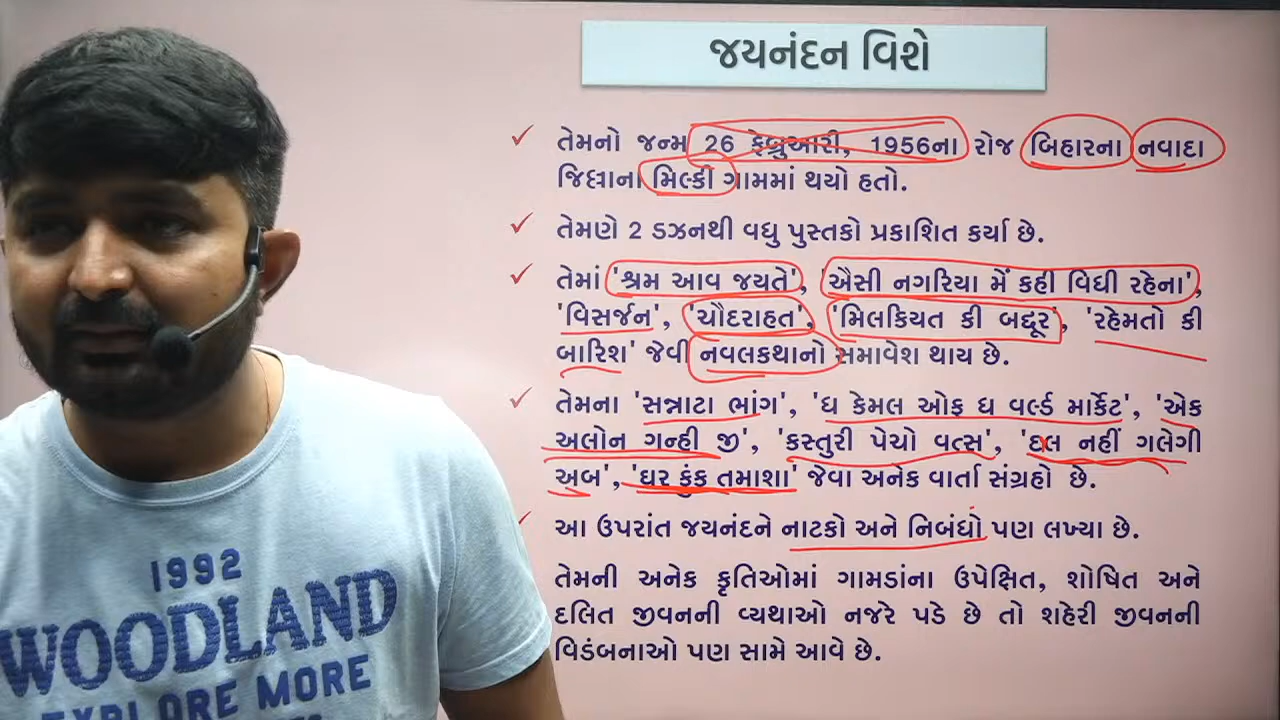 જયનંદન વિશે
તેમનો જન્મ 26 ફેબ્રુઆરી, 1956ના રોજ બિહારના નવાદા
જિલ્લાના મિલ્કી ગામમાં થયો હતો.
તેમણે 2 ડઝનથી વધુ પુસ્તકો પ્રકાશિત કર્યા છે.
તેમાં 'શ્રમ આવ જયતે', 'ઐસી નગરિયા મેં કહી વિધી રહેના',
'વિસર્જન', 'ચૌદરાહત', 'મિલકિયત કી બદ્દૂર', 'રહેમતો કી
બારિશ' જેવી નવલકથાનો સમાવેશ થાય છે.
તેમના 'સન્નાટા ભાંગ', 'ધ કેમલ ઓફ ધ વર્લ્ડ માર્કેટ', 'એક
અલોન ગન્હી જી', 'કસ્તુરી પેચો વત્સ', 'દલ નહીં ગલેગી
અબ', 'ઘર ફુંક તમાશા' જેવા અનેક વાર્તા સંગ્રહો છે.
આ ઉપરાંત જયનંદને નાટકો અને નિબંધો પણ લખ્યા છે.
તેમની અનેક કૃતિઓમાં ગામડાંના ઉપેક્ષિત, શોષિત અને
દલિત જીવનની વ્યથાઓ નજરે પડે છે તો શહેરી જીવનની
વિડંબનાઓ પણ સામે આવે છે.
1992
WOODLAND
EXPLORE MORE